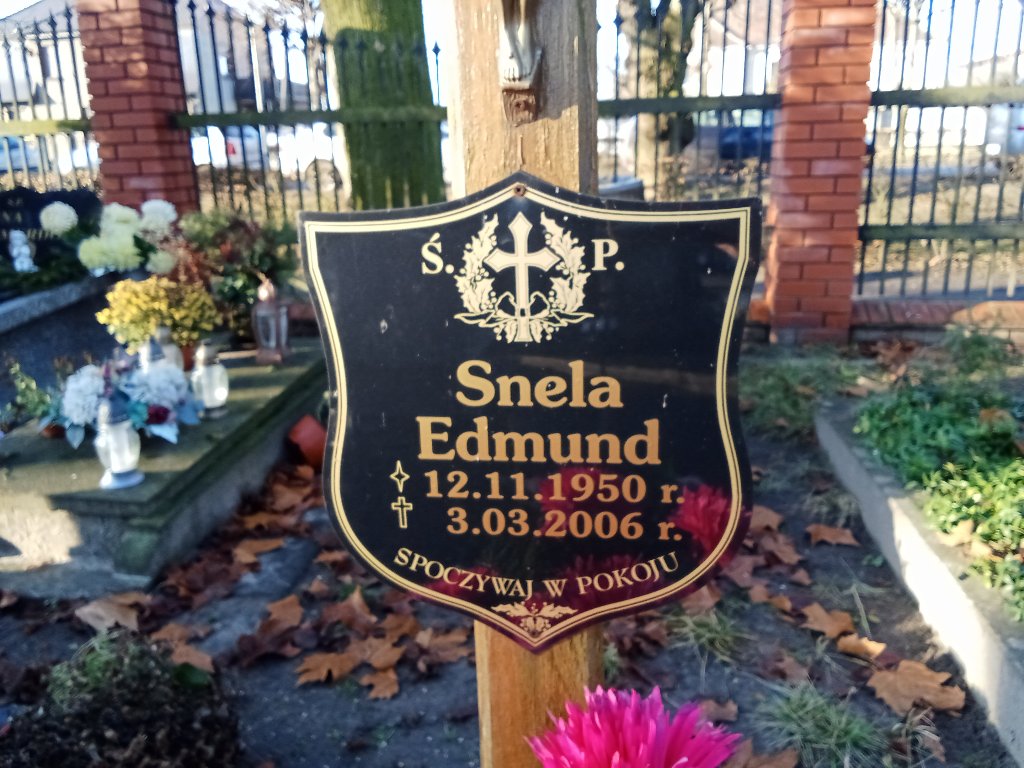 Ś. P.
Snela
Edmund
12.11.1950 r.
3.03.2006 r.
SPOCZYWAJ W POKOJU